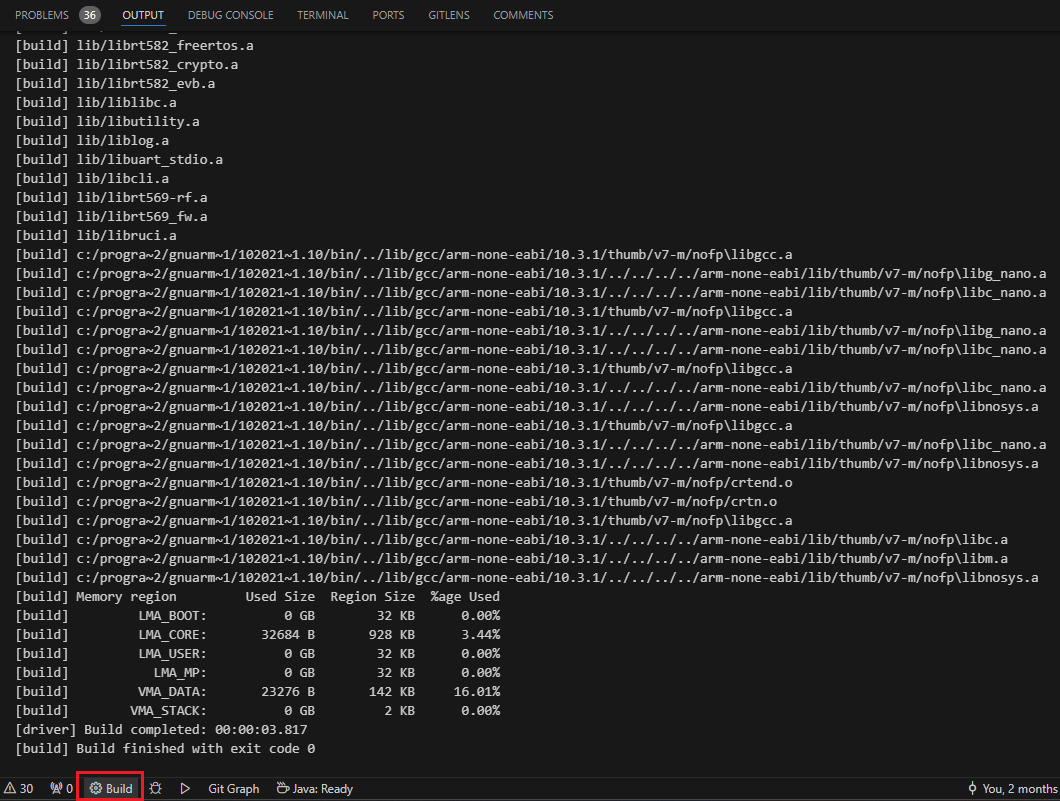 PROBLEMS 36 OUTPUT DEBUG CONSOLE TERMINAL PORTS GITLENS COMMENTS
[build] lib/librt582_freertos.a
[build] lib/librt582_crypto.a
[build] lib/librt582_evb.a
[build] lib/liblibc.a
[build] lib/libutility.a
[build] lib/liblog.a
[build] lib/libuart_stdio.a
[build] lib/libcli.a
[build] lib/librt569-rf.a
[build] lib/librt569_fw.a
[build] lib/libruci.a
[build] c:/progra~2/gnuarm~1/102021~1.10/bin/../lib/gcc/arm-none-eabi/10.3.1/thumb/v7-m/nofp\libgcc.a
[build] c:/progra~2/gnuarm~1/102021~1.10/bin/../lib/gcc/arm-none-eabi/10.3.1/../../../../arm-none-eabi/lib/thumb/v7-m/nofp\libg_nano.a
[build] c:/progra~2/gnuarm~1/102021~1.10/bin/../lib/gcc/arm-none-eabi/10.3.1/../../../../arm-none-eabi/lib/thumb/v7-m/nofp\libc_nano.a
[build] c:/progra~2/gnuarm~1/102021~1.10/bin/../lib/gcc/arm-none-eabi/10.3.1/thumb/v7-m/nofp\libgcc.a
[build] c:/progra~2/gnuarm~1/102021~1.10/bin/../lib/gcc/arm-none-eabi/10.3.1/../../../../arm-none-eabi/lib/thumb/v7-m/nofp\libg_nano.a
[build] c:/progra~2/gnuarm~1/102021~1.10/bin/../lib/gcc/arm-none-eabi/10.3.1/../../../../arm-none-eabi/lib/thumb/v7-m/nofp\libc_nano.a
[build] c:/progra~2/gnuarm~1/102021~1.10/bin/../lib/gcc/arm-none-eabi/10.3.1/thumb/v7-m/nofp\libgcc.a
[build] c:/progra~2/gnuarm~1/102021~1.10/bin/../lib/gcc/arm-none-eabi/10.3.1/../../../../arm-none-eabi/lib/thumb/v7-m/nofp\libc_nano.a
[build] c:/progra~2/gnuarm~1/102021~1.10/bin/../lib/gcc/arm-none-eabi/10.3.1/../../../../arm-none-eabi/lib/thumb/v7-m/nofp\libnosys.a
[build] c:/progra~2/gnuarm~1/102021~1.10/bin/../lib/gcc/arm-none-eabi/10.3.1/thumb/v7-m/nofp\libgcc.a
[build] c:/progra~2/gnuarm~1/102021~1.10/bin/../lib/gcc/arm-none-eabi/10.3.1/../../../../arm-none-eabi/lib/thumb/v7-m/nofp\libc_nano.a
[build] c:/progra~2/gnuarm~1/102021~1.10/bin/../lib/gcc/arm-none-eabi/10.3.1/../../../../arm-none-eabi/lib/thumb/v7-m/nofp\libnosys.a
[build] c:/progra~2/gnuarm~1/102021~1.10/bin/../lib/gcc/arm-none-eabi/10.3.1/thumb/v7-m/nofp/crtend.o
[build] c:/progra~2/gnuarm~1/102021~1.10/bin/../lib/gcc/arm-none-eabi/10.3.1/thumb/v7-m/nofp/crtn.o
[build] c:/progra~2/gnuarm~1/102021~1.10/bin/../lib/gcc/arm-none-eabi/10.3.1/thumb/v7-m/nofp\libgcc.a
[build] c:/progra~2/gnuarm~1/102021~1.10/bin/../lib/gcc/arm-none-eabi/10.3.1/../../../../arm-none-eabi/lib/thumb/v7-m/nofp\libc.a
[build] c:/progra~2/gnuarm~1/102021~1.10/bin/../lib/gcc/arm-none-eabi/10.3.1/../../../../arm-none-eabi/lib/thumb/v7-m/nofp\libm.a
[build] c:/progra~2/gnuarm~1/102021~1.10/bin/../lib/gcc/arm-none-eabi/10.3.1/../../../../arm-none-eabi/lib/thumb/v7-m/nofp\libnosys.a
[build] Memory region         Used Size  Region Size  %age Used
[build]         LMA_BOOT:          0 GB        32 KB      0.00%
[build]         LMA_CORE:       32684 B       928 KB      3.44%
[build]         LMA_USER:          0 GB        32 KB      0.00%
[build]           LMA_MP:          0 GB        32 KB      0.00%
[build]         VMA_DATA:       23276 B       142 KB     16.01%
[build]        VMA_STACK:          0 GB         2 KB      0.00%
[driver] Build completed: 00:00:03.817
[build] Build finished with exit code 0
30 0 Build Git Graph Java: Ready You, 2 months